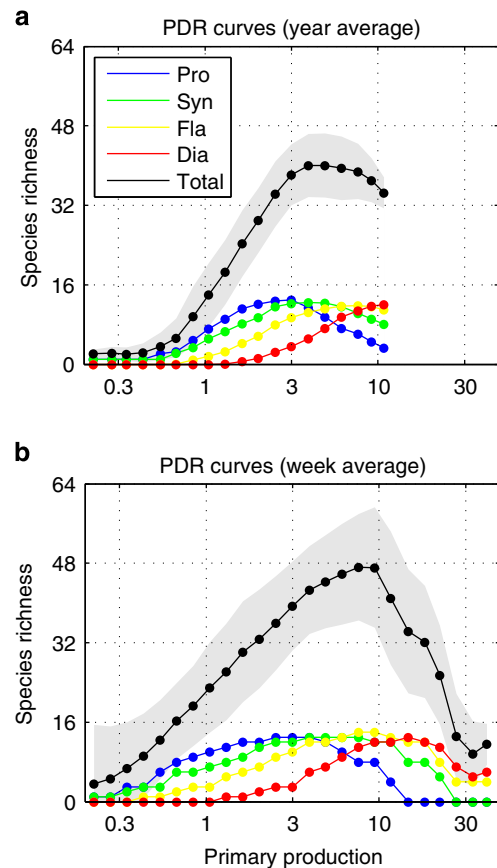 a
PDR curves (year average)
64
48
32
16
0
Species richness
Pro
Syn
Fla
Dia
Total
0.3 1 3 10 30
b
PDR curves (week average)
64
48
32
16
0
Species richness
0.3 1 3 10 30
Primary production